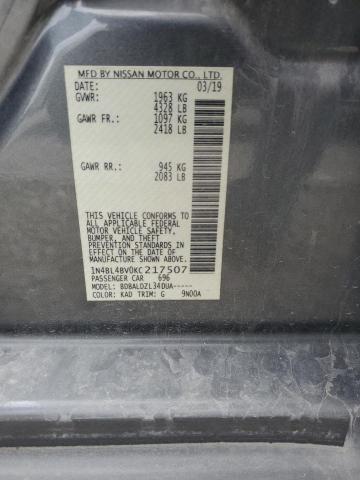 MFD BY NISSAN MOTOR CO., LTD.
DATE: 03/19
GVWR: 1963 KG
4328 LB
GAWR FR.: 1097 KG
2418 LB
GAWR RR.: 945 KG
2083 LB
THIS VEHICLE CONFORMS TO ALL
APPLICABLE FEDERAL MOTOR
VEHICLE SAFETY,
BUMPER, AND THEFT
PREVENTION STANDARDS IN
EFFECT ON THE DATE OF
MANUFACTURE SHOWN ABOVE.
1N4BL4BV0KC217507
PASSENGER CAR 696
MODEL: BDBALDZL34DUA-----
COLOR: KAD TRIM: G 9N00A